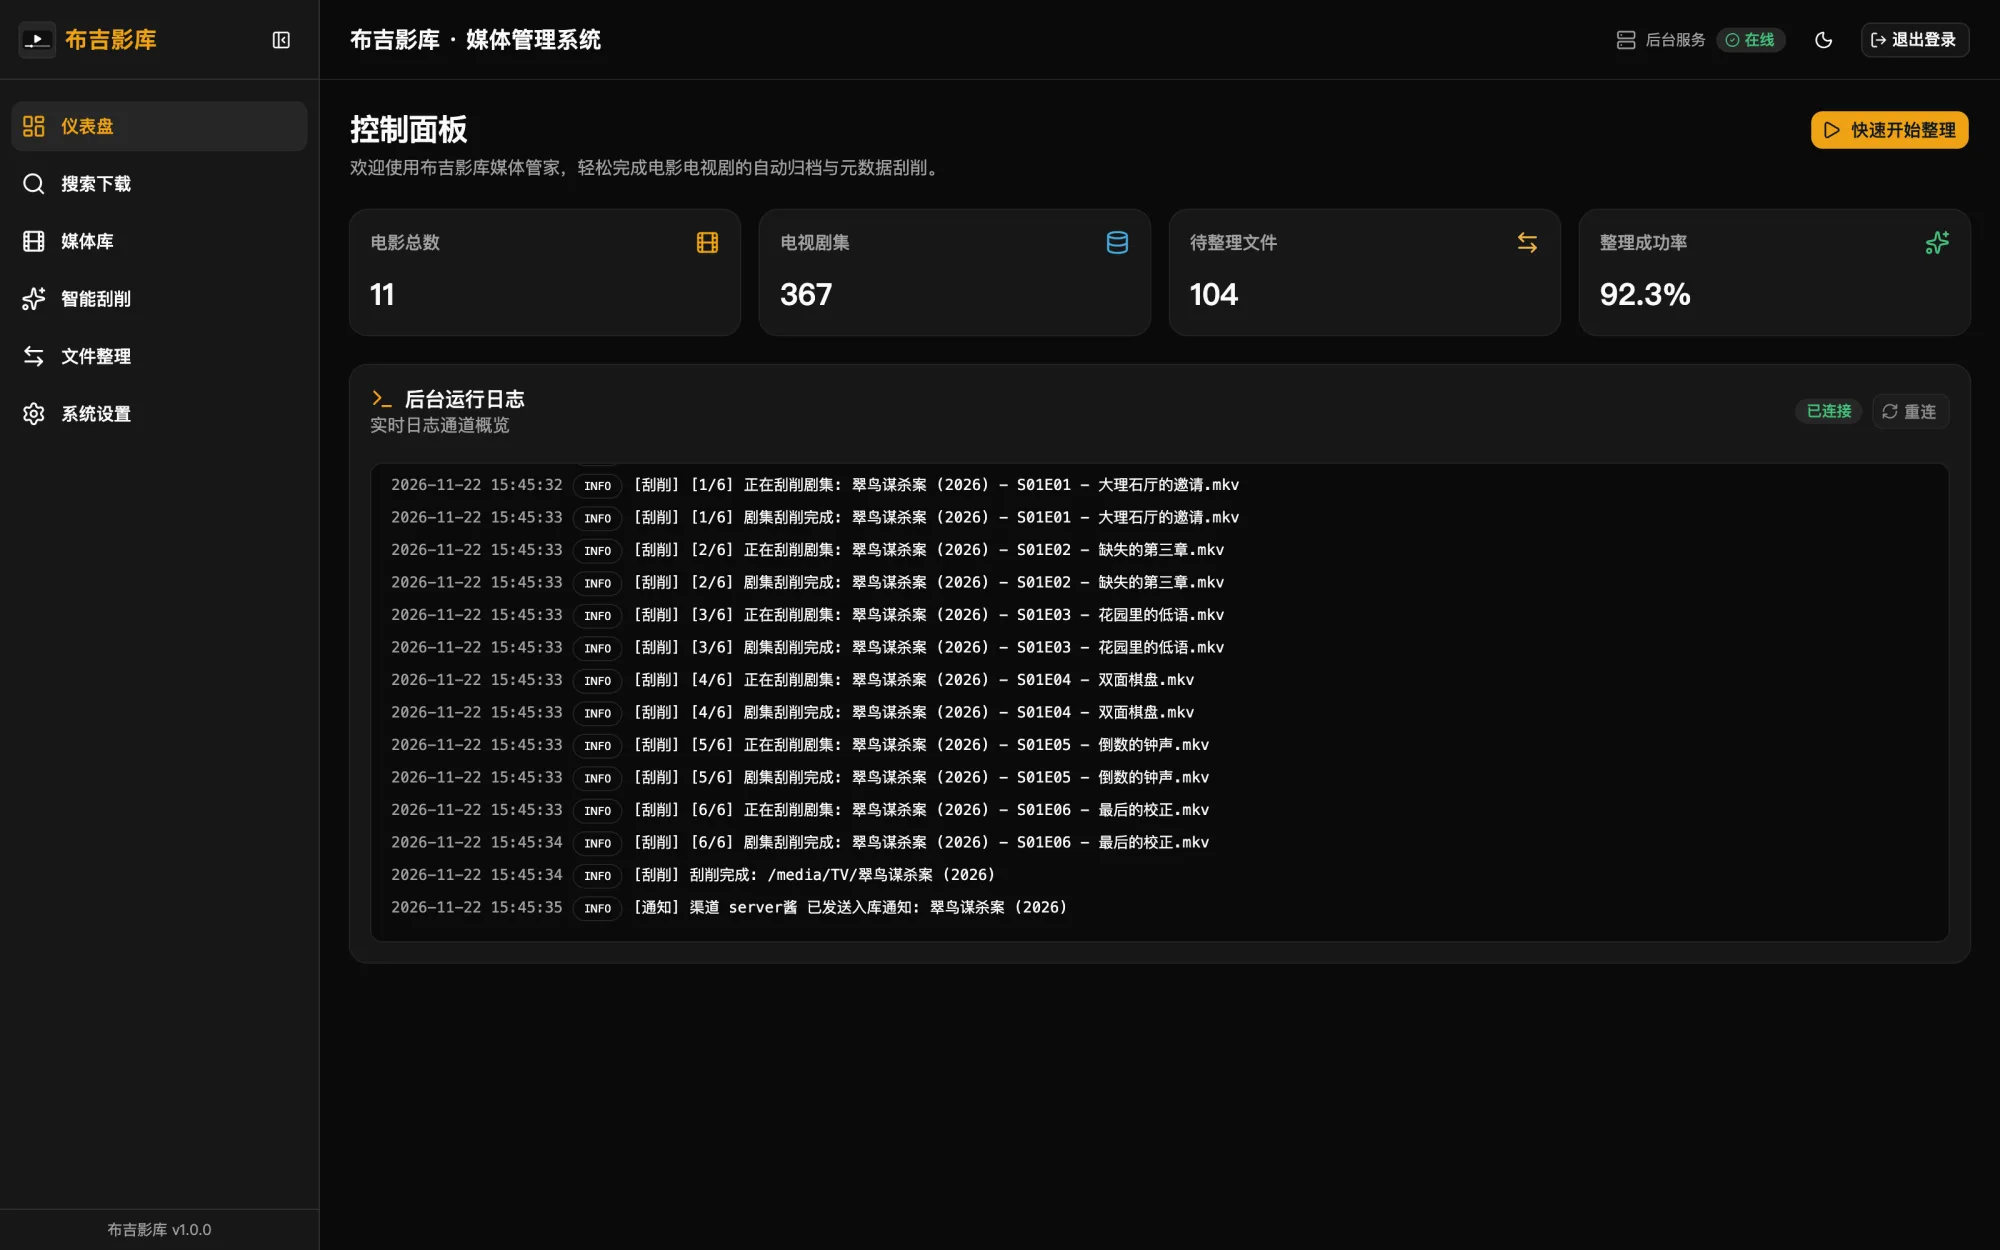 布吉影库
仪表盘
搜索下载
媒体库
智能刮削
文件整理
系统设置
布吉影库 v1.0.0
布吉影库 · 媒体管理系统
后台服务 在线 退出登录
控制面板
欢迎使用布吉影库媒体管家，轻松完成电影电视剧的自动归档与元数据刮削。
快速开始整理
电影总数
11
电视剧集
367
待整理文件
104
整理成功率
92.3%
后台运行日志
实时日志通道概览
已连接 重连
2026-11-22 15:45:32 INFO [刮削] [1/6] 正在刮削剧集: 翠鸟谋杀案 (2026) - S01E01 - 大理石厅的邀请.mkv
2026-11-22 15:45:33 INFO [刮削] [1/6] 剧集刮削完成: 翠鸟谋杀案 (2026) - S01E01 - 大理石厅的邀请.mkv
2026-11-22 15:45:33 INFO [刮削] [2/6] 正在刮削剧集: 翠鸟谋杀案 (2026) - S01E02 - 缺失的第三章.mkv
2026-11-22 15:45:33 INFO [刮削] [2/6] 剧集刮削完成: 翠鸟谋杀案 (2026) - S01E02 - 缺失的第三章.mkv
2026-11-22 15:45:33 INFO [刮削] [3/6] 正在刮削剧集: 翠鸟谋杀案 (2026) - S01E03 - 花园里的低语.mkv
2026-11-22 15:45:33 INFO [刮削] [3/6] 剧集刮削完成: 翠鸟谋杀案 (2026) - S01E03 - 花园里的低语.mkv
2026-11-22 15:45:33 INFO [刮削] [4/6] 正在刮削剧集: 翠鸟谋杀案 (2026) - S01E04 - 双面棋盘.mkv
2026-11-22 15:45:33 INFO [刮削] [4/6] 剧集刮削完成: 翠鸟谋杀案 (2026) - S01E04 - 双面棋盘.mkv
2026-11-22 15:45:33 INFO [刮削] [5/6] 正在刮削剧集: 翠鸟谋杀案 (2026) - S01E05 - 倒数的钟声.mkv
2026-11-22 15:45:33 INFO [刮削] [5/6] 剧集刮削完成: 翠鸟谋杀案 (2026) - S01E05 - 倒数的钟声.mkv
2026-11-22 15:45:33 INFO [刮削] [6/6] 正在刮削剧集: 翠鸟谋杀案 (2026) - S01E06 - 最后的校正.mkv
2026-11-22 15:45:34 INFO [刮削] [6/6] 剧集刮削完成: 翠鸟谋杀案 (2026) - S01E06 - 最后的校正.mkv
2026-11-22 15:45:34 INFO [刮削] 刮削完成: /media/TV/翠鸟谋杀案 (2026)
2026-11-22 15:45:35 INFO [通知] 渠道 server酱 已发送入库通知: 翠鸟谋杀案 (2026)